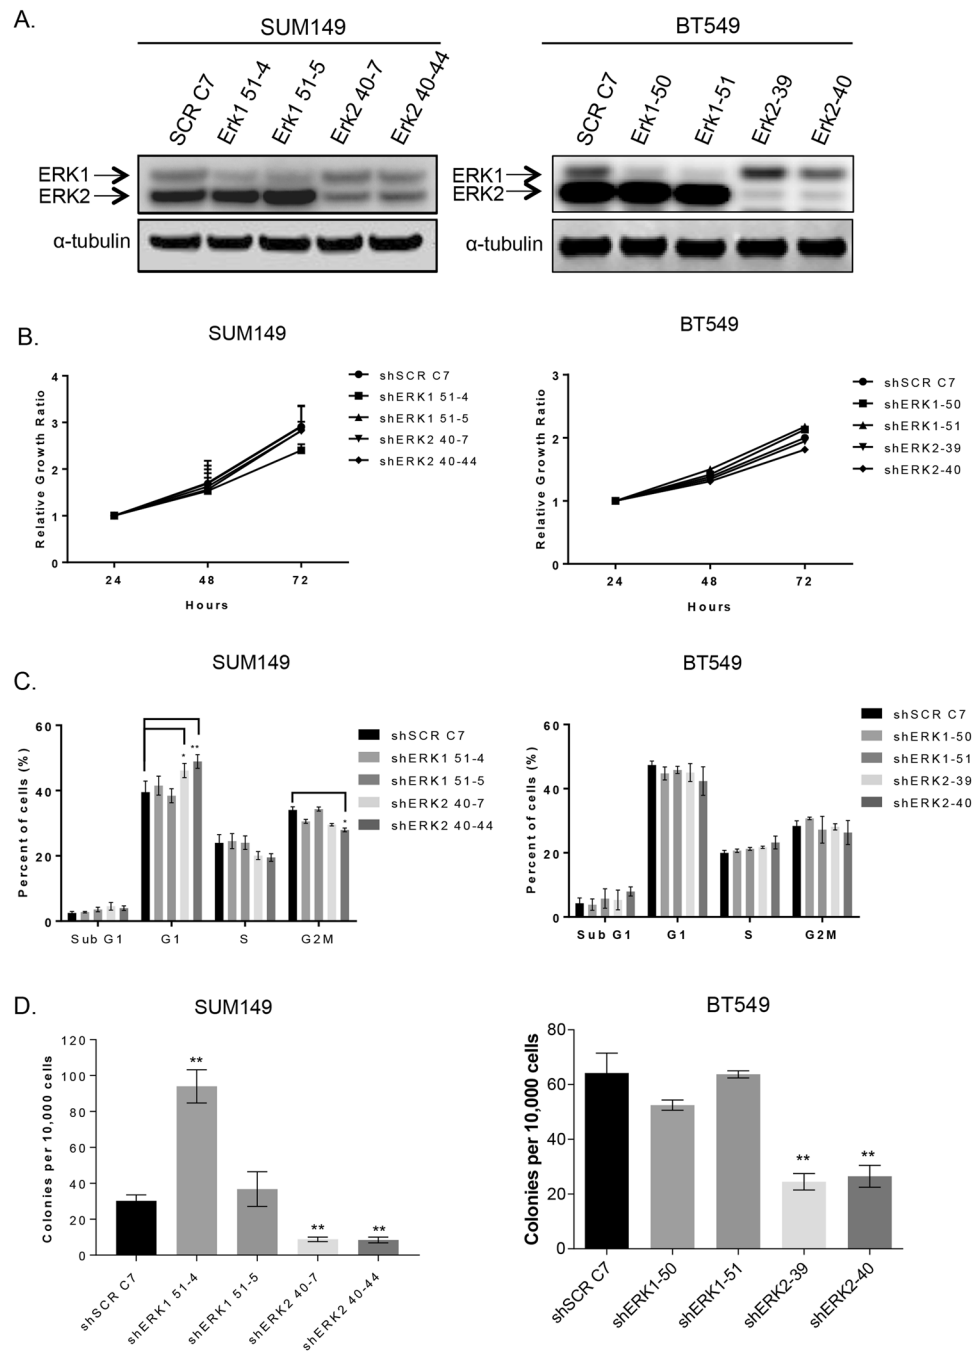 A.
SUM149
BT549
SCR C7
Erk1 51-4
Erk1 51-5
Erk2 40-7
Erk2 40-44
SCR C7
Erk1-50
Erk1-51
Erk2-39
Erk2-40
ERK1
ERK2
α-tubulin
ERK1
ERK2
α-tubulin
B.
SUM149
Relative Growth Ratio
4
3
2
1
0
24 48 72
Hours
shSCR C7
shERK1 51-4
shERK1 51-5
shERK2 40-7
shERK2 40-44
BT549
Relative Growth Ratio
3
2
1
0
24 48 72
Hours
shSCR C7
shERK1-50
shERK1-51
shERK2-39
shERK2-40
C.
SUM149
Percent of cells (%)
60
40
20
0
* **
*
Sub G1 G1 S G2M
shSCR C7
shERK1 51-4
shERK1 51-5
shERK2 40-7
shERK2 40-44
BT549
Percent of cells (%)
60
40
20
0
Sub G1 G1 S G2M
shSCR C7
shERK1-50
shERK1-51
shERK2-39
shERK2-40
D.
SUM149
Colonies per 10,000 cells
120
100
80
60
40
20
0
**
** **
shSCR C7
shERK1 51-4
shERK1 51-5
shERK2 40-7
shERK2 40-44
BT549
Colonies per 10,000 cells
80
60
40
20
0
** **
shSCR C7
shERK1-50
shERK1-51
shERK2-39
shERK2-40